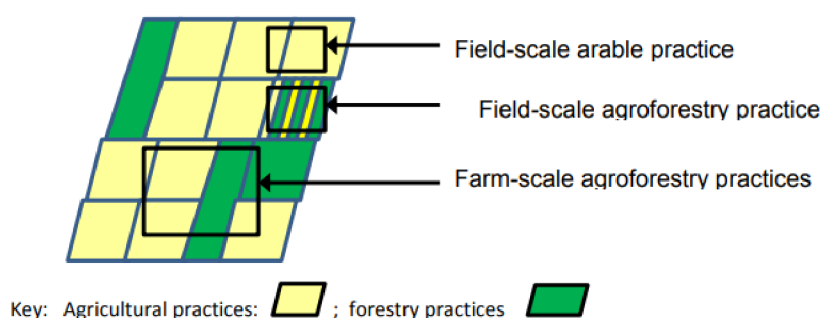 Field-scale arable practice
Field-scale agroforestry practice
Farm-scale agroforestry practices
Key: Agricultural practices: ; forestry practices